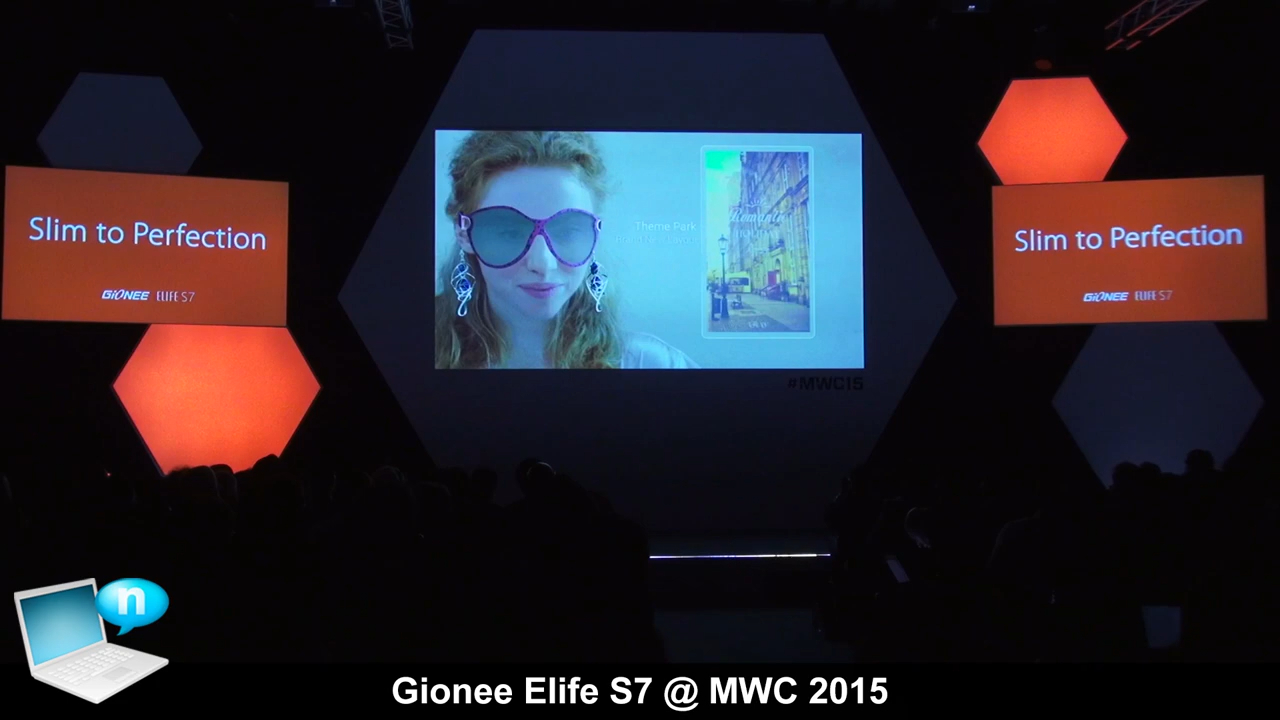 Slim to Perfection
GiONEE ELIFE S7
Theme Park
Romantic
#MWC15
Slim to Perfection
GiONEE ELIFE S7
n
Gionee Elife S7 @ MWC 2015